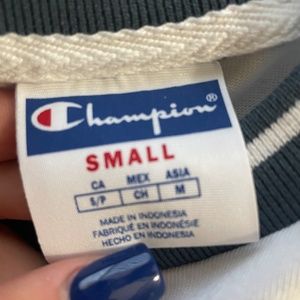 Champion®
SMALL
CA MEX ASIA
S/P CH M
MADE IN INDONESIA
FABRIQUÉ EN INDONÉSIE
HECHO EN INDONESIA